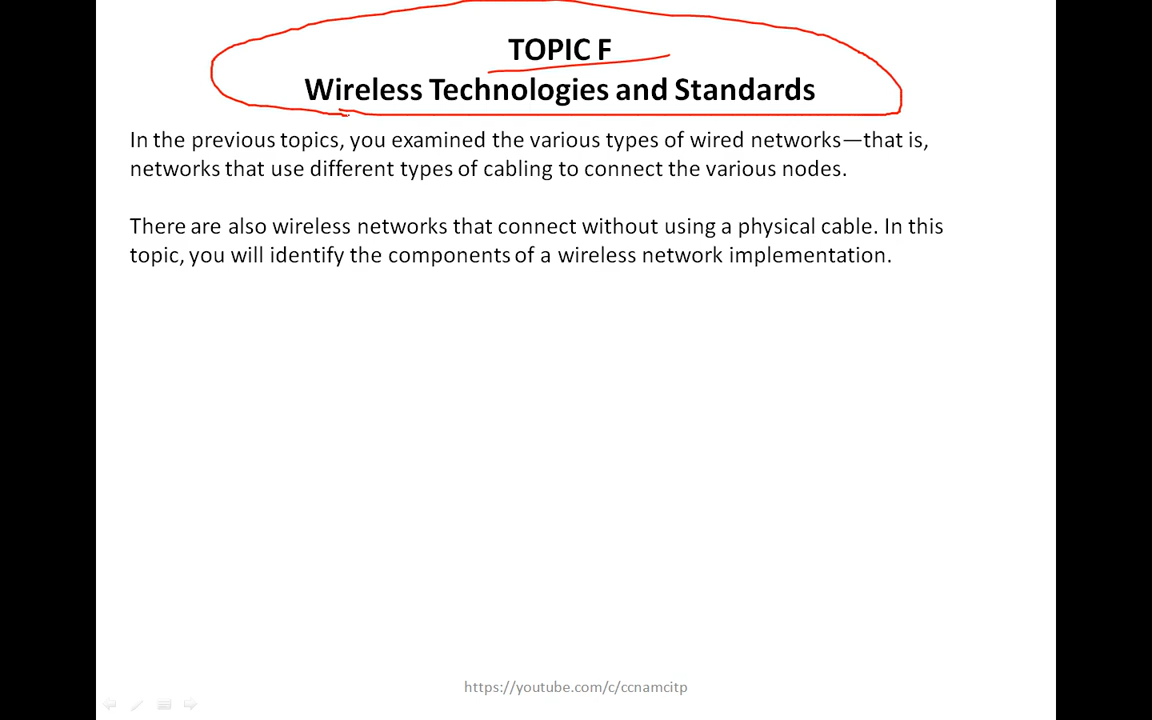 TOPIC F
Wireless Technologies and Standards
In the previous topics, you examined the various types of wired networks—that is,
networks that use different types of cabling to connect the various nodes.
There are also wireless networks that connect without using a physical cable. In this
topic, you will identify the components of a wireless network implementation.
https://youtube.com/c/ccnamcitp